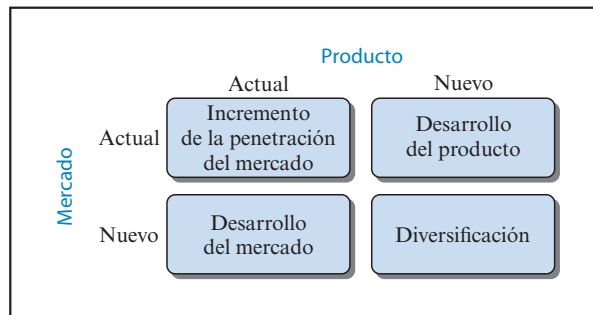 Producto
Actual
Nuevo
Mercado
Actual
Incremento
de la penetración
del mercado
Desarrollo
del producto
Nuevo
Desarrollo
del mercado
Diversificación